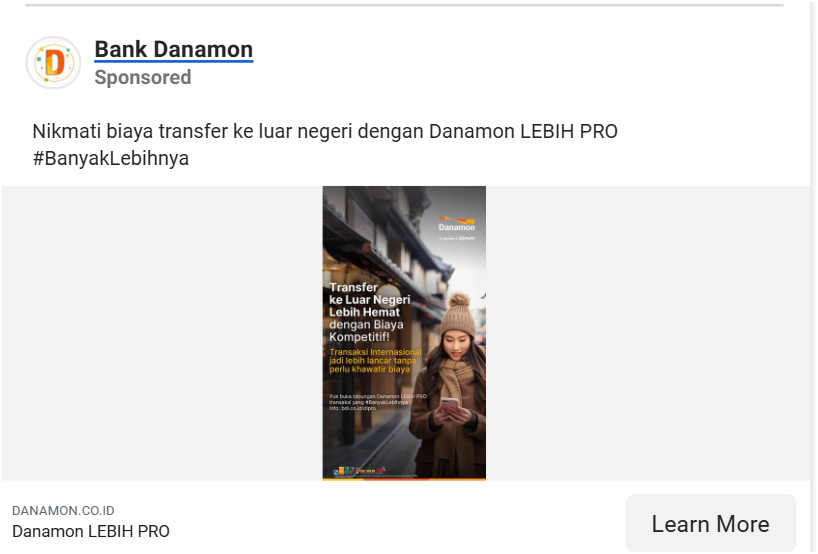 Bank Danamon
Sponsored
Nikmati biaya transfer ke luar negeri dengan Danamon LEBIH PRO
#BanyakLebihnya
Danamon
Transfer
ke Luar Negeri
Lebih Hemat
dengan Biaya
Kompetitif!
Transaksi Internasional
jadi lebih lancar tanpa
perlu khawatir biaya
Yuk buka tabungan Danamon LEBIH PRO
transaksi yang #BanyakLebihnya
Info: bdi.co.id/dlpro
DANAMON.CO.ID
Danamon LEBIH PRO
Learn More